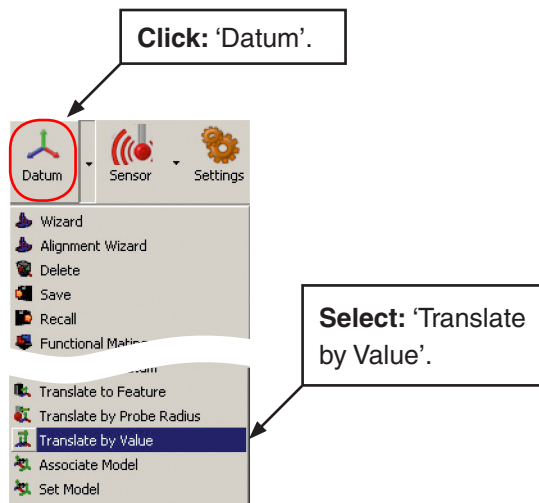 Click: ‘Datum’.
Datum
Sensor
Settings
Wizard
Alignment Wizard
Delete
Save
Recall
Functional
Translate to Feature
Translate by Probe Radius
Translate by Value
Associate Model
Set Model
Select: ‘Translate
by Value’.